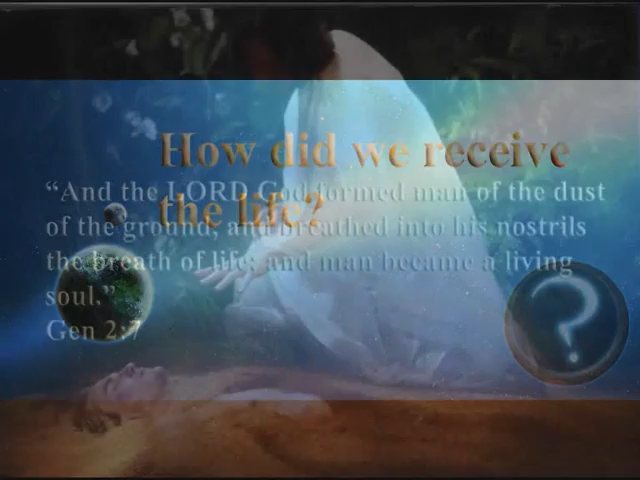 How did we receive
the life?
“And the LORD God formed man of the dust
of the ground, and breathed into his nostrils
the breath of life; and man became a living
soul.”
Gen 2:7
?